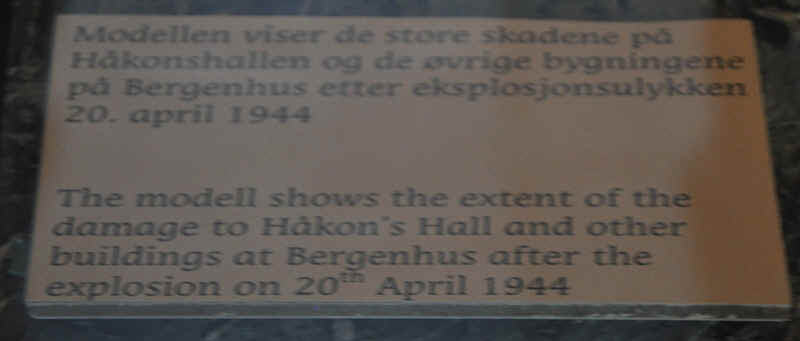 Modellen viser de store skadene på
Håkonshallen og de øvrige bygningene
på Bergenhus etter eksplosjonsulykken
20. april 1944
The modell shows the extent of the
damage to Håkon's Hall and other
buildings at Bergenhus after the
explosion on 20th April 1944